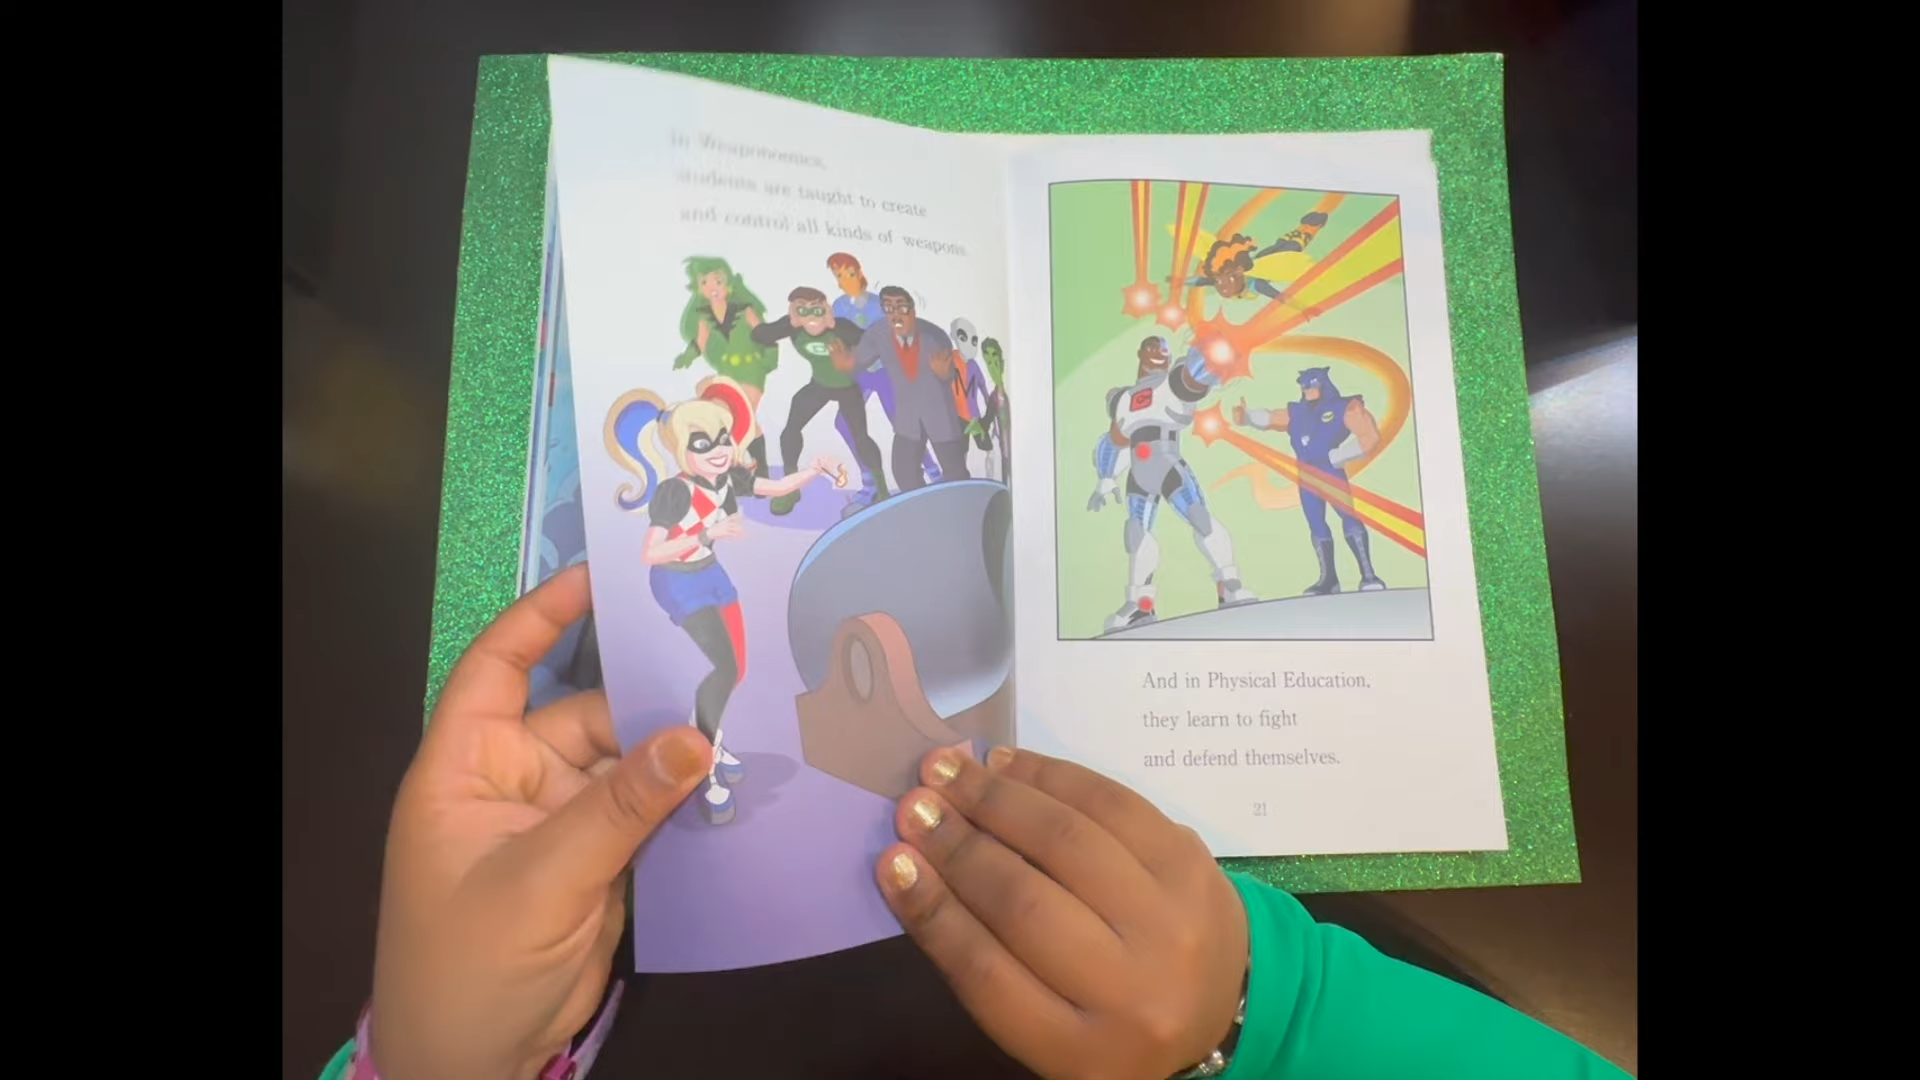 In Weaponomics,
students are taught to create
and control all kinds of weapons.
And in Physical Education,
they learn to fight
and defend themselves.
21